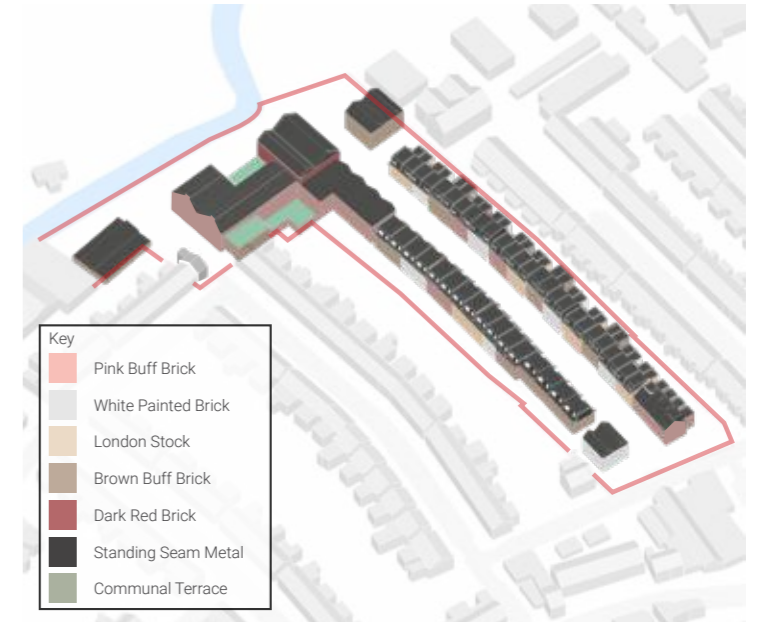 Key
Pink Buff Brick
White Painted Brick
London Stock
Brown Buff Brick
Dark Red Brick
Standing Seam Metal
Communal Terrace